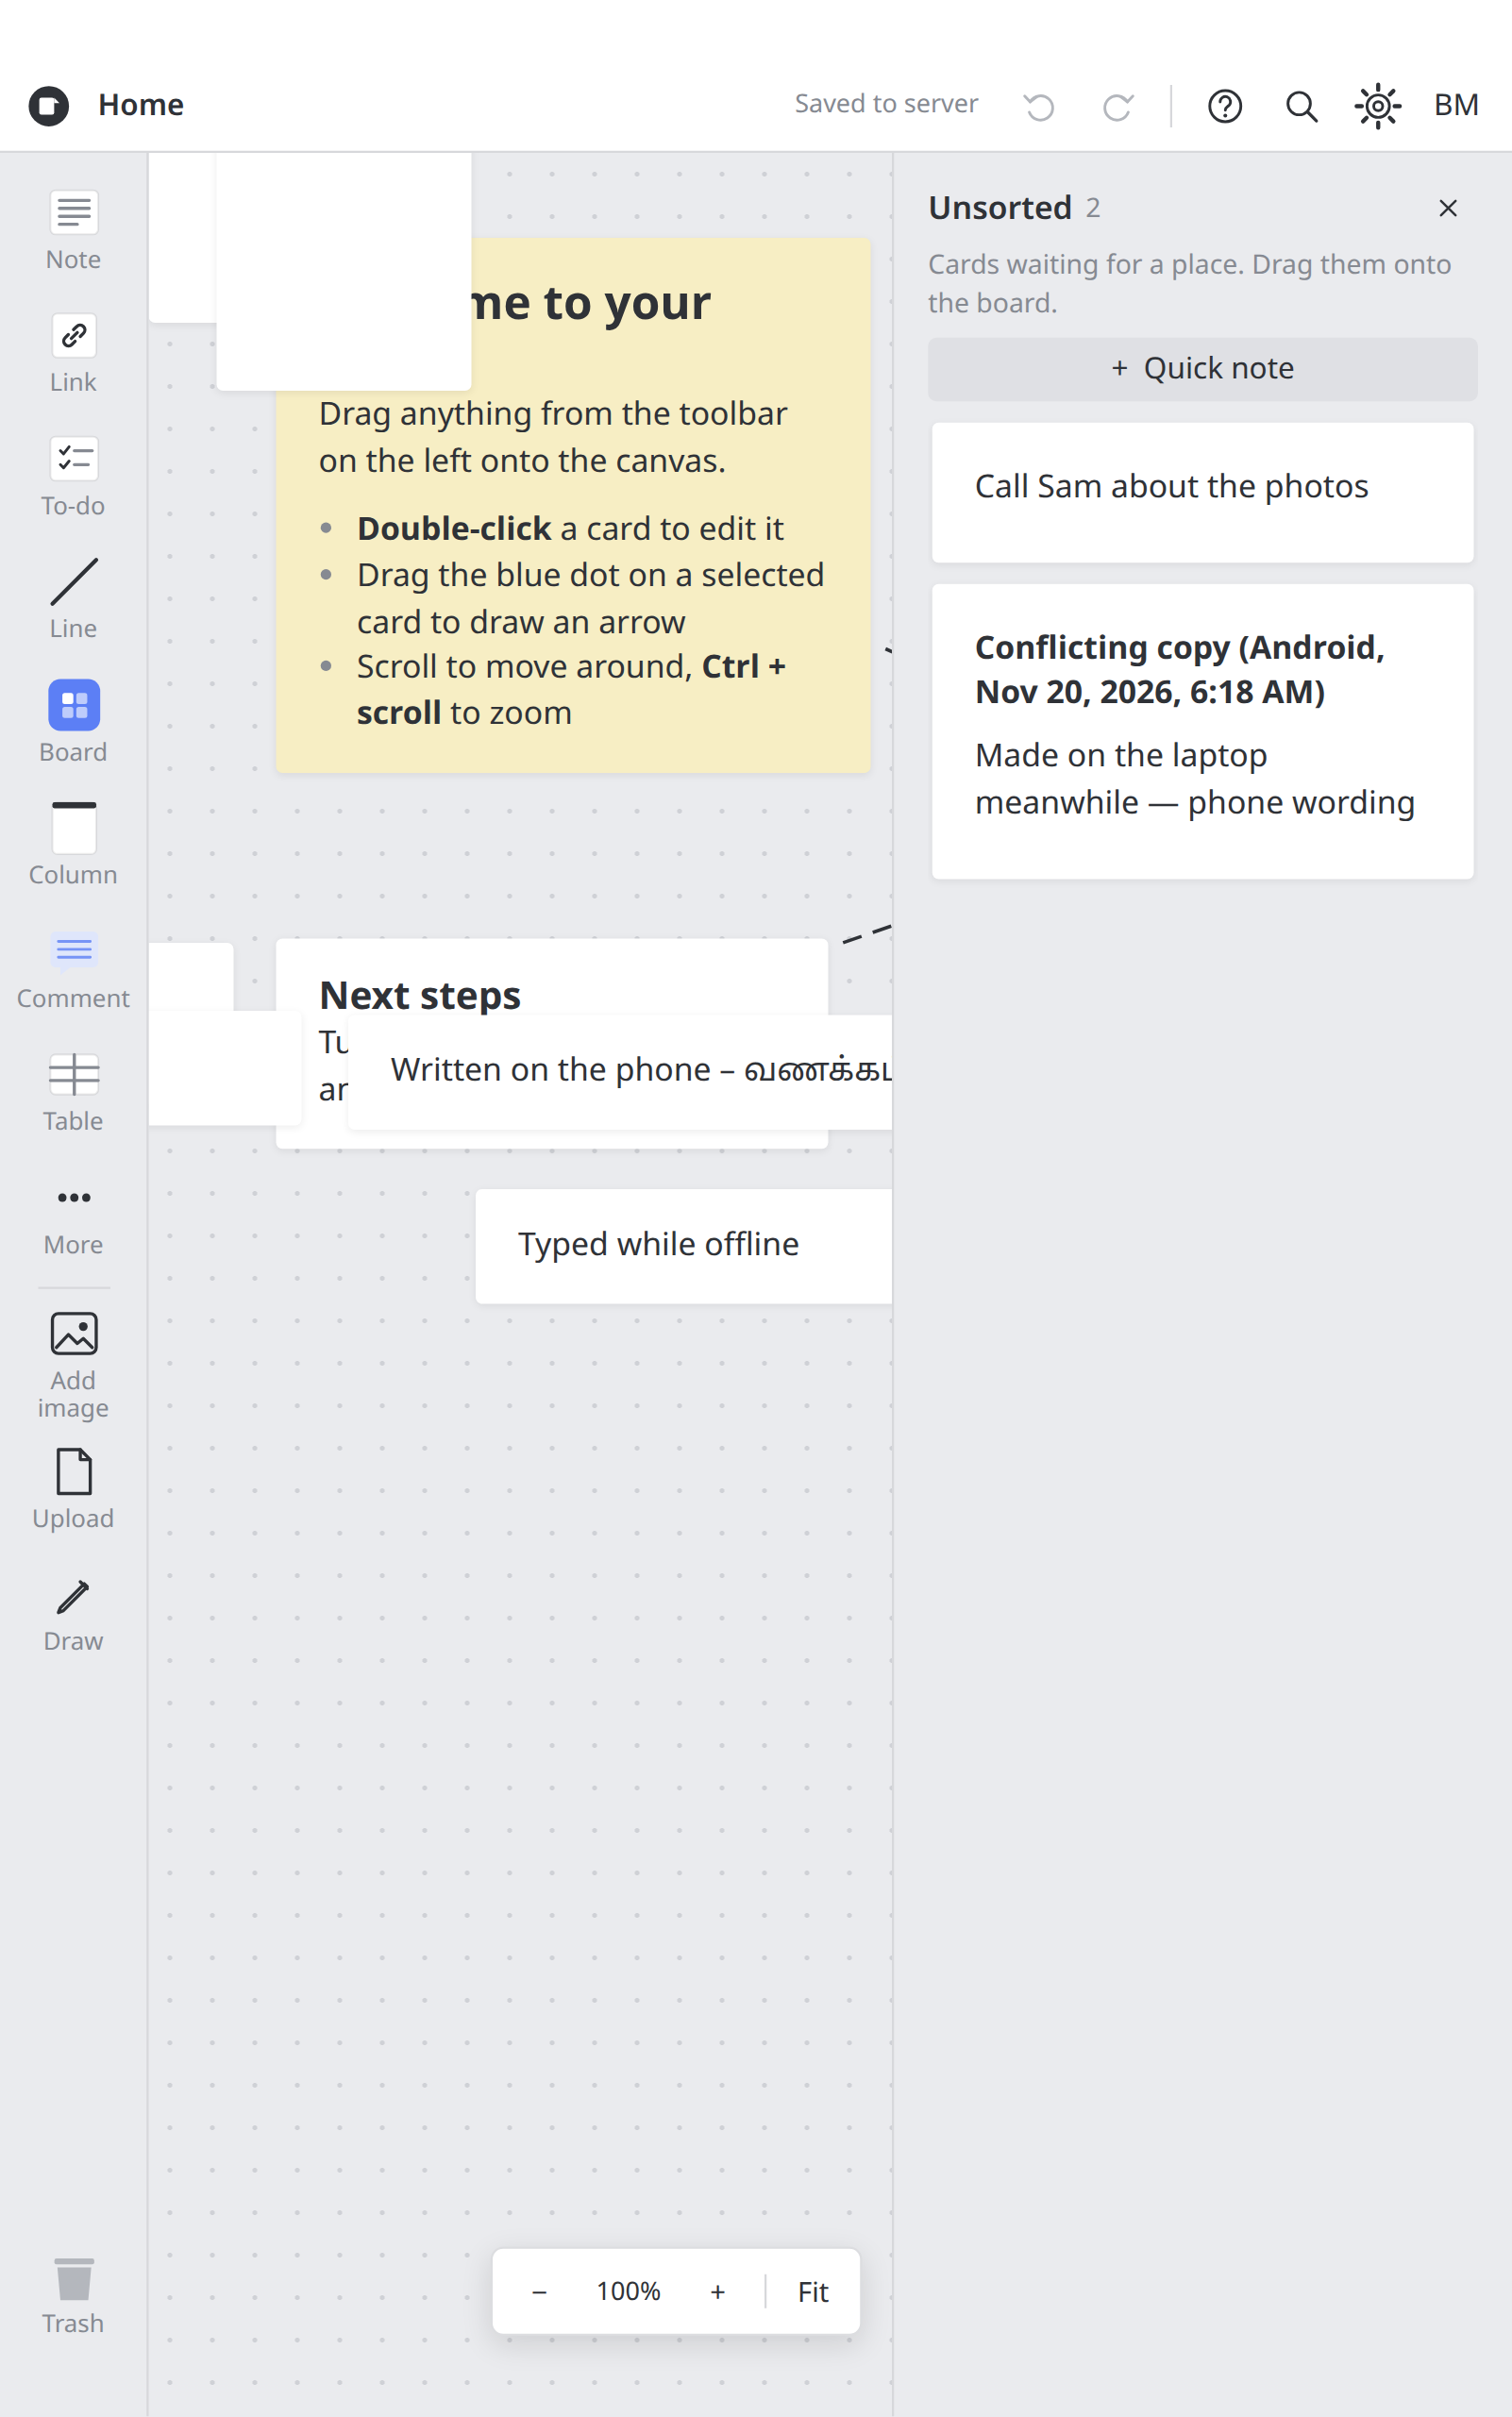 Home
Saved to server
BM
Note
Link
To-do
Line
Board
Column
Comment
Table
More
Add
image
Upload
Draw
Trash
to your
Drag anything from the toolbar
on the left onto the canvas.
Double-click a card to edit it
Drag the blue dot on a selected
card to draw an arrow
Scroll to move around, Ctrl +
scroll to zoom
Next steps
Written on the phone –
Typed while offline
− 100% + Fit
Unsorted 2
Cards waiting for a place. Drag them onto
the board.
+ Quick note
Call Sam about the photos
Conflicting copy (Android,
Nov 20, 2026, 6:18 AM)
Made on the laptop
meanwhile — phone wording